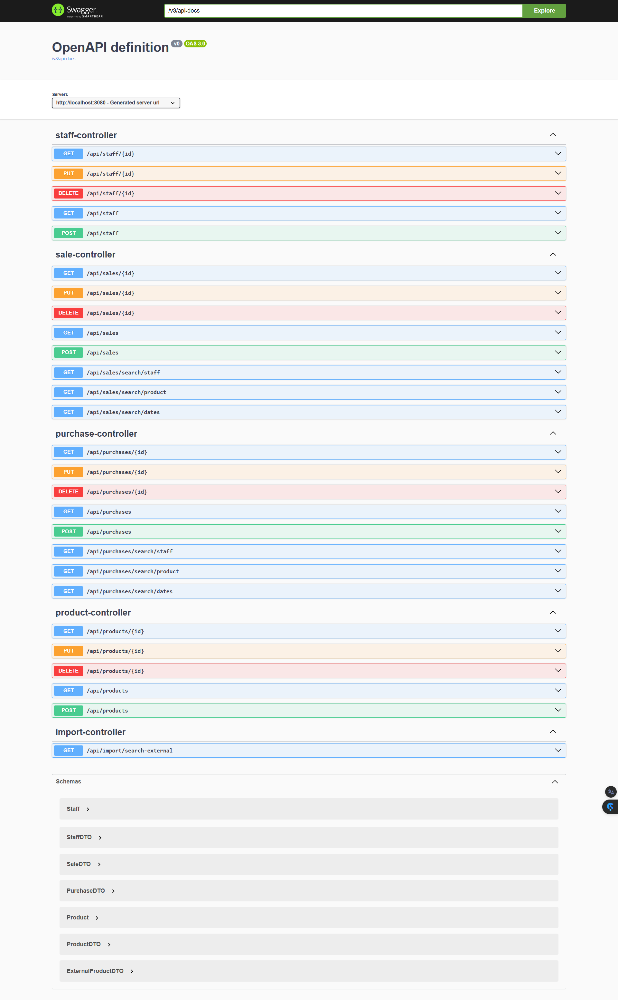 Swagger
Supported by SMARTBEAR
/v3/api-docs
Explore
OpenAPI definition v0 OAS 3.0
/v3/api-docs
Servers
http://localhost:8080 - Generated server url
staff-controller
GET /api/staff/{id}
PUT /api/staff/{id}
DELETE /api/staff/{id}
GET /api/staff
POST /api/staff
sale-controller
GET /api/sales/{id}
PUT /api/sales/{id}
DELETE /api/sales/{id}
GET /api/sales
POST /api/sales
GET /api/sales/search/staff
GET /api/sales/search/product
GET /api/sales/search/dates
purchase-controller
GET /api/purchases/{id}
PUT /api/purchases/{id}
DELETE /api/purchases/{id}
GET /api/purchases
POST /api/purchases
GET /api/purchases/search/staff
GET /api/purchases/search/product
GET /api/purchases/search/dates
product-controller
GET /api/products/{id}
PUT /api/products/{id}
DELETE /api/products/{id}
GET /api/products
POST /api/products
import-controller
GET /api/import/search-external
Schemas
Staff
StaffDTO
SaleDTO
PurchaseDTO
Product
ProductDTO
ExternalProductDTO